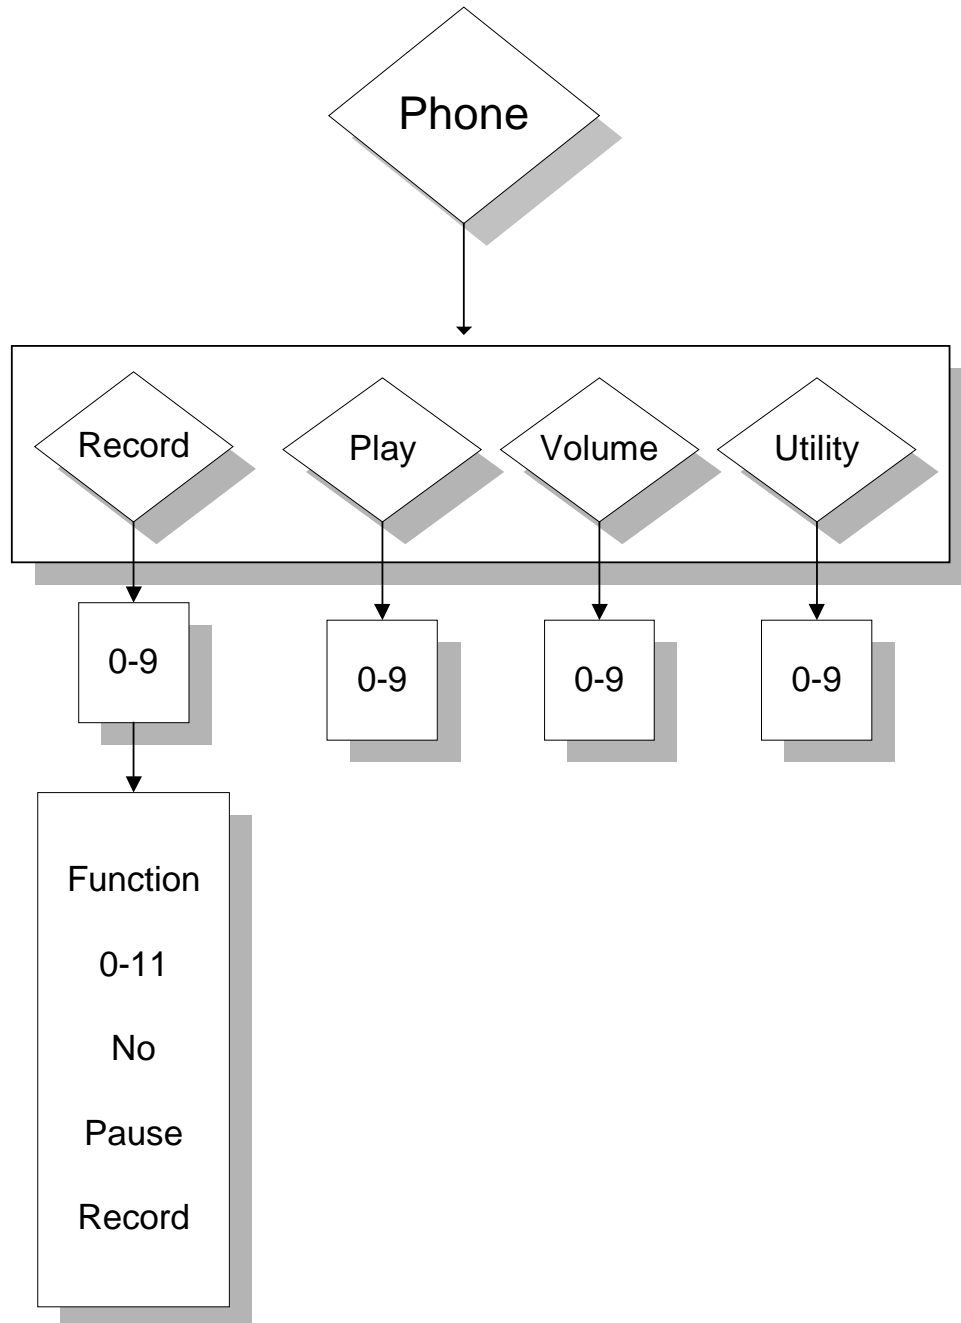 Phone
Record
Play
Volume
Utility
0-9
0-9
0-9
0-9
Function
0-11
No
Pause
Record